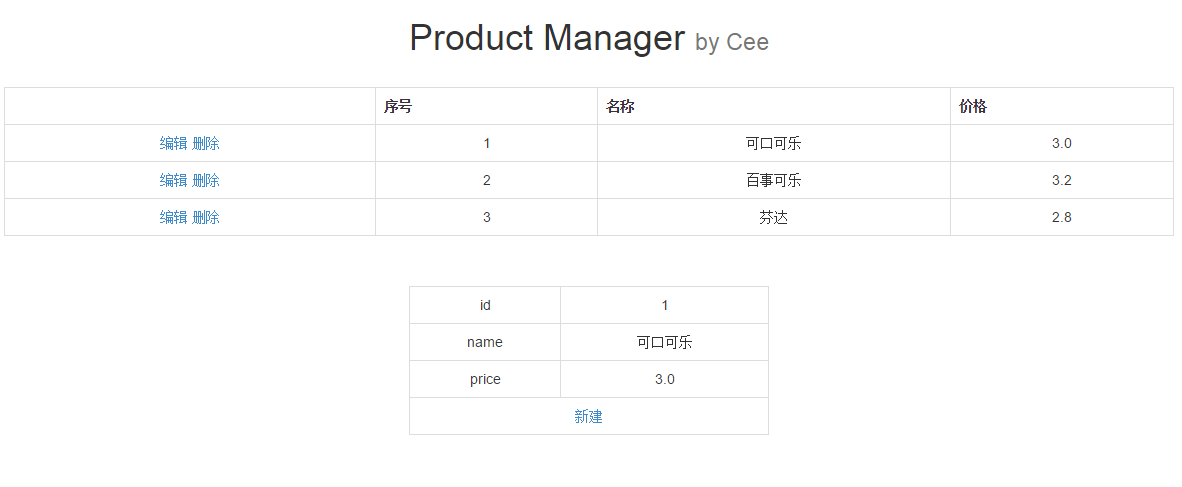 Product Manager by Cee
序号 名称 价格
编辑 删除 1 可口可乐 3.0
编辑 删除 2 百事可乐 3.2
编辑 删除 3 芬达 2.8
id 1
name 可口可乐
price 3.0
新建